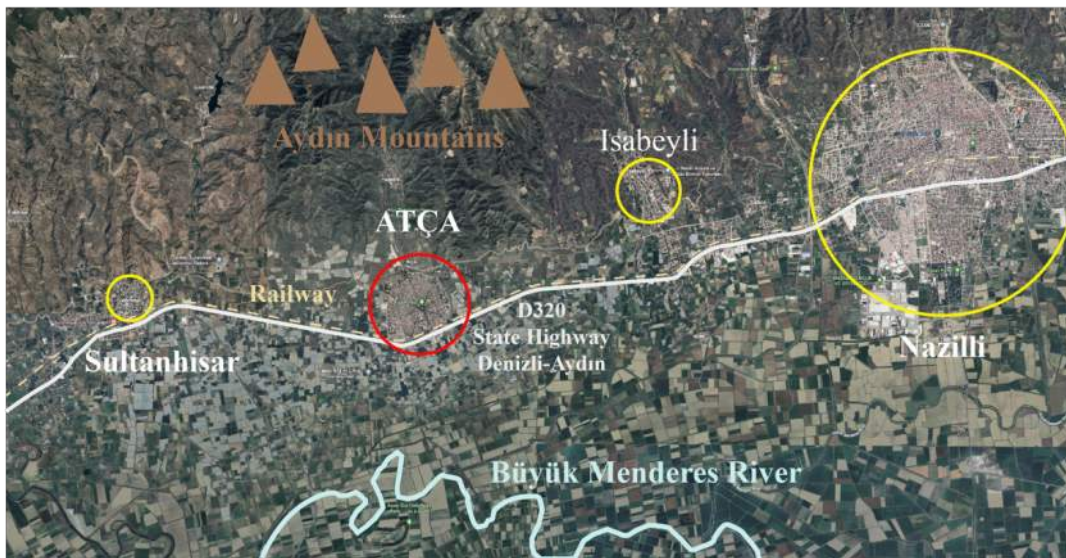 Aydın Mountains
Isabeyli
ATÇA
Railway
D320
State Highway
Denizli-Aydın
Sultanhisar
Nazilli
Büyük Menderes River